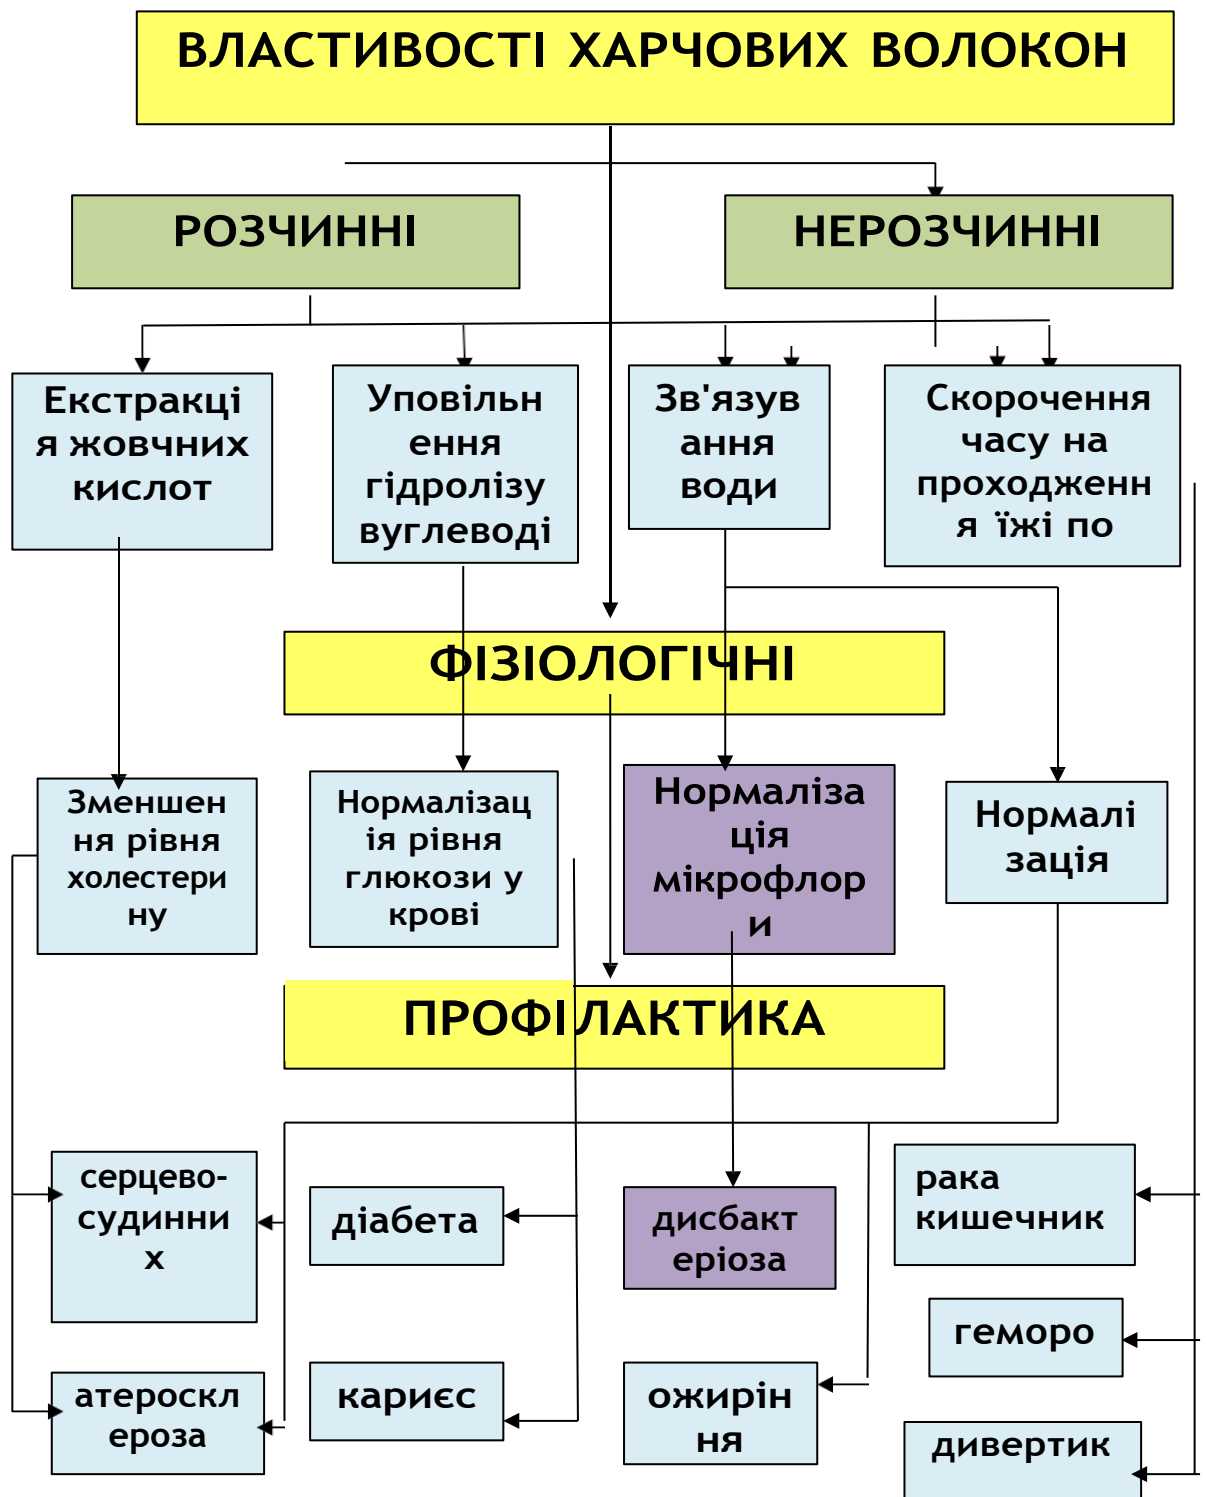 ВЛАСТИВОСТІ ХАРЧОВИХ ВОЛОКОН
РОЗЧИННІ
НЕРОЗЧИННІ
Екстракці
я жовчних
кислот
Уповільн
ення
гідролізу
вуглеводі
Зв'язув
ання
води
Скорочення
часу на
проходженн
я їжі по
ФІЗІОЛОГІЧНІ
Зменшен
ня рівня
холестери
ну
Нормалізац
ія рівня
глюкози у
крові
Нормаліза
ція
мікрофлор
и
Нормалі
зація
ПРОФІЛАКТИКА
серцево-
судинни
х
діабета
дисбакт
еріоза
рака
кишечник
геморо
атероскл
ероза
кариєс
ожирін
ня
дивертик